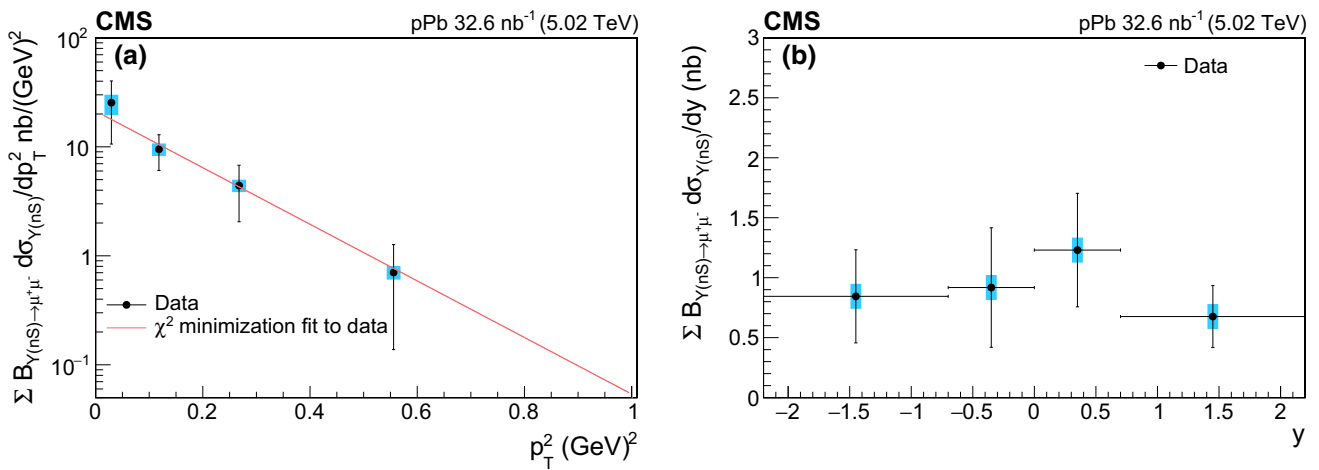 CMS pPb 32.6 nb⁻¹ (5.02 TeV)
(a)
Σ B_Υ(nS)→μ⁺μ⁻ dσ_Υ(nS)/dp_T² nb/(GeV)²
10²
10
1
10⁻¹
Data
χ² minimization fit to data
0 0.2 0.4 0.6 0.8 1
p_T² (GeV)²
CMS pPb 32.6 nb⁻¹ (5.02 TeV)
(b)
Data
Σ B_Υ(nS)→μ⁺μ⁻ dσ_Υ(nS)/dy (nb)
3
2.5
2
1.5
1
0.5
0
−2 −1.5 −1 −0.5 0 0.5 1 1.5 2
y